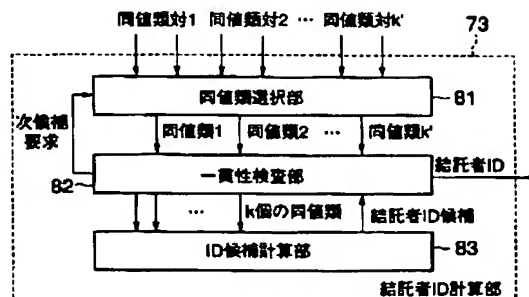 同値類対1 同値類対2 … 同値類対k'
73
同値類選択部
81
次候補
要求
同値類1 同値類2 … 同値類k'
一貫性検査部
82
結託者ID
… k個の同値類
結託者ID候補
ID候補計算部
83
結託者ID計算部